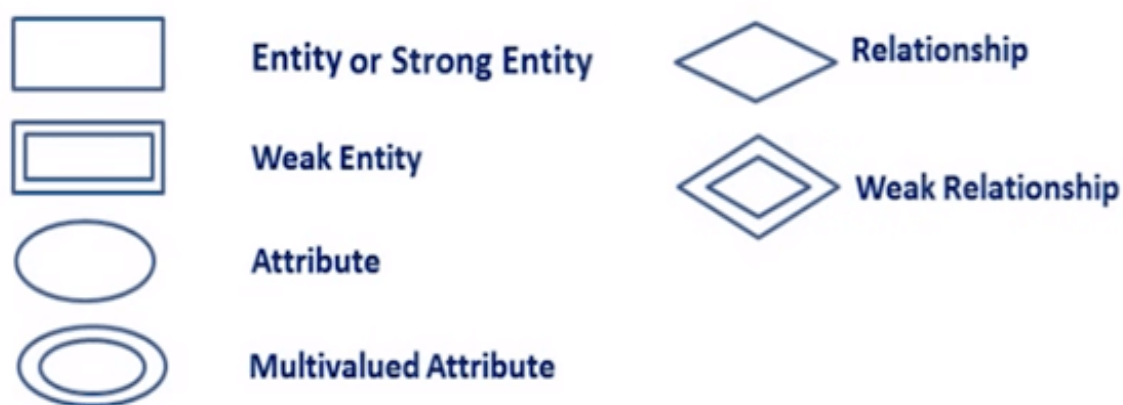 Entity or Strong Entity
Relationship
Weak Entity
Weak Relationship
Attribute
Multivalued Attribute